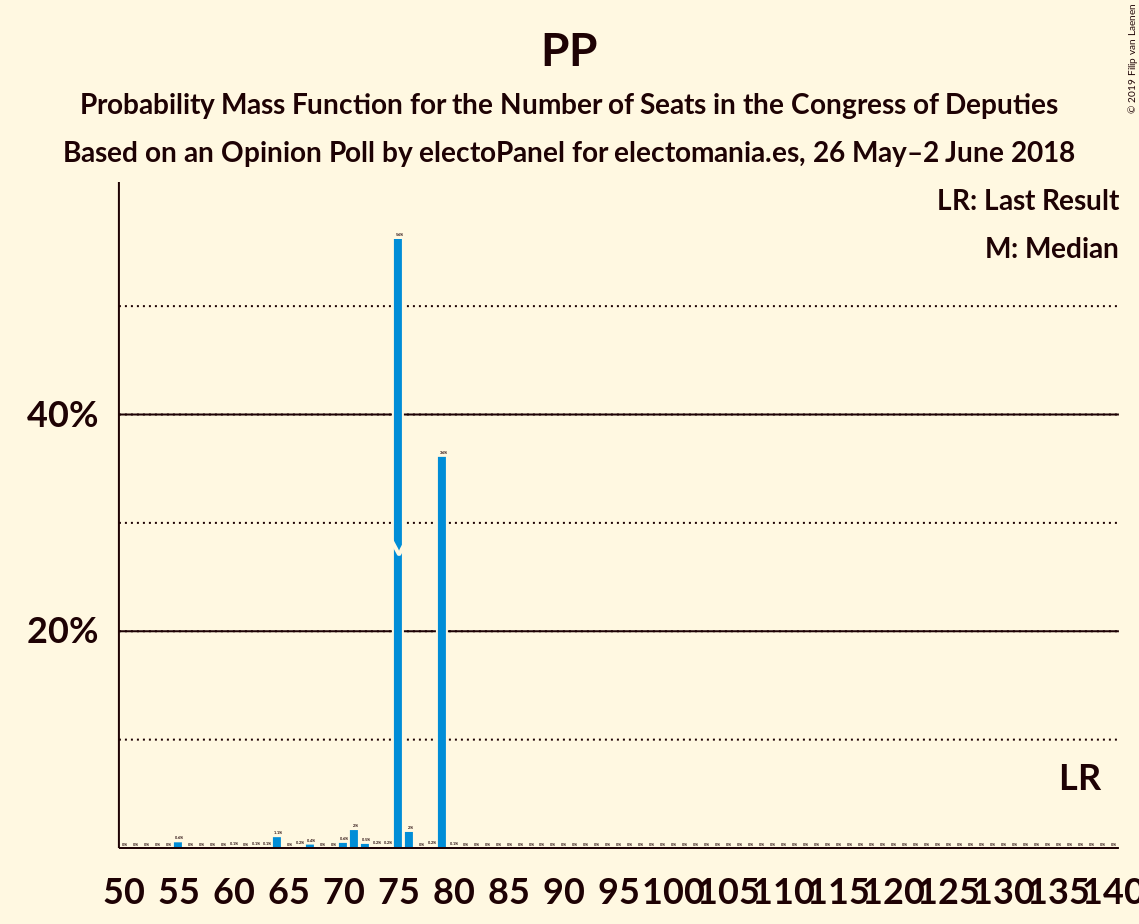 PP
Probability Mass Function for the Number of Seats in the Congress of Deputies
Based on an Opinion Poll by electoPanel for electomania.es, 26 May–2 June 2018
© 2019 Filip van Laenen
LR: Last Result
M: Median
40%
20%
M
LR
50 55 60 65 70 75 80 85 90 95 100 105 110 115 120 125 130 135 140